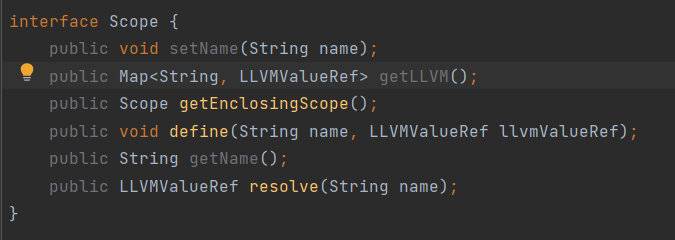 interface Scope {
    public void setName(String name);
    public Map<String, LLVMValueRef> getLLVM();
    public Scope getEnclosingScope();
    public void define(String name, LLVMValueRef llvmValueRef);
    public String getName();
    public LLVMValueRef resolve(String name);
}